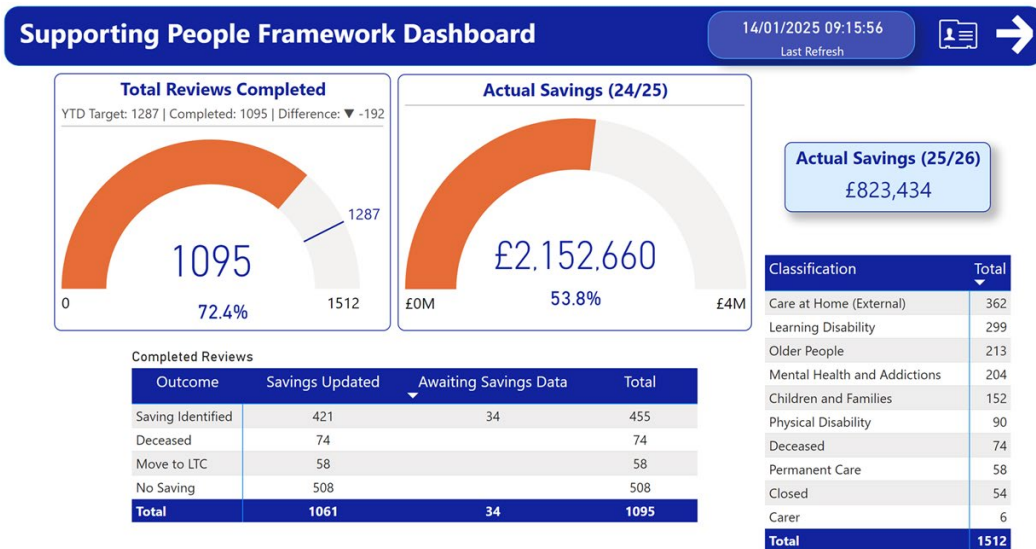 Supporting People Framework Dashboard
14/01/2025 09:15:56
Last Refresh
Total Reviews Completed
YTD Target: 1287 | Completed: 1095 | Difference: ▼ -192
1287
1095
0
72.4%
1512
Actual Savings (24/25)
£2,152,660
£0M
53.8%
£4M
Actual Savings (25/26)
£823,434
Completed Reviews
Outcome Savings Updated Awaiting Savings Data Total
Saving Identified 421 34 455
Deceased 74 74
Move to LTC 58 58
No Saving 508 508
Total 1061 34 1095
Classification Total
Care at Home (External) 362
Learning Disability 299
Older People 213
Mental Health and Addictions 204
Children and Families 152
Physical Disability 90
Deceased 74
Permanent Care 58
Closed 54
Carer 6
Total 1512